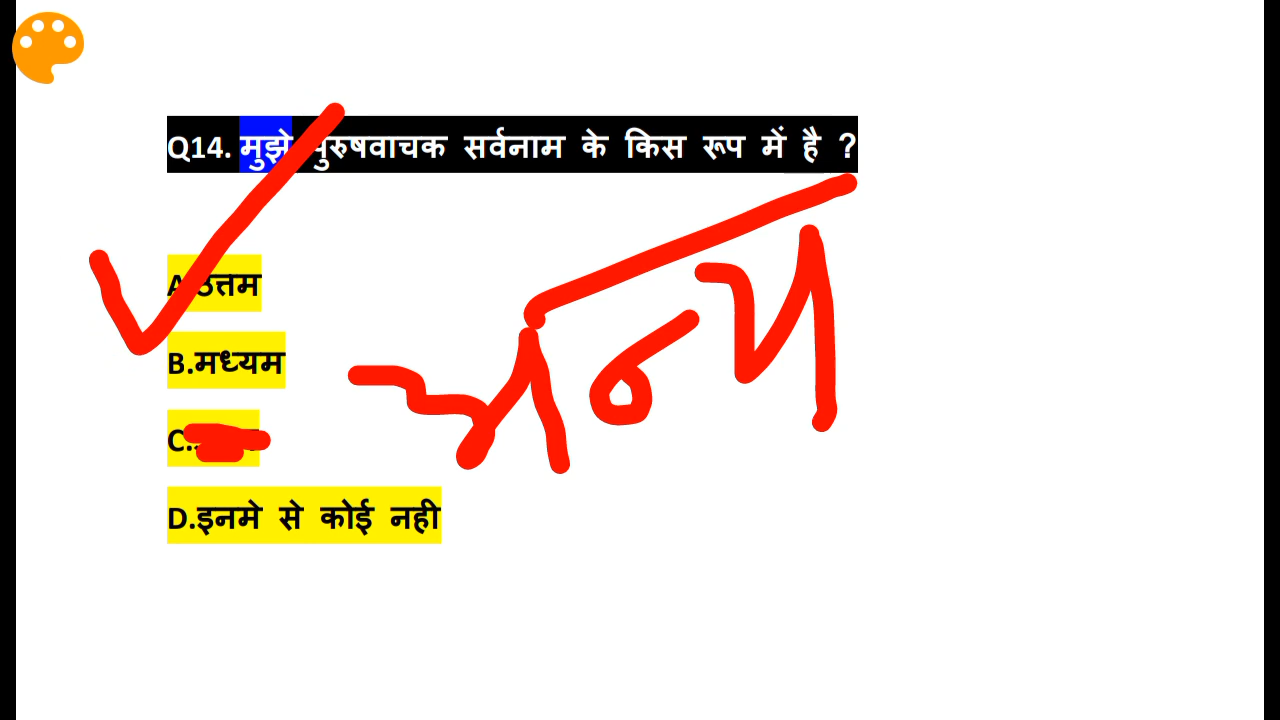 Q14. मुझे पुरुषवाचक सर्वनाम के किस रूप में है ?
A.उत्तम
B.मध्यम
C.
अन्य
D.इनमे से कोई नही